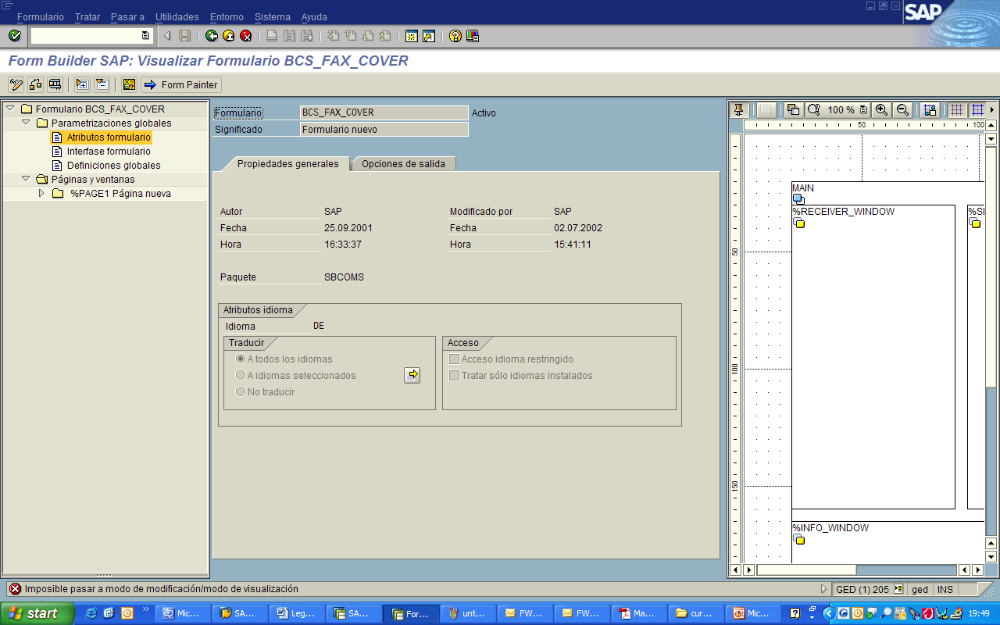 Formulario Tratar Pasar a Utilidades Entorno Sistema Ayuda
SAP
Form Builder SAP: Visualizar Formulario BCS_FAX_COVER
Form Painter
Formulario BCS_FAX_COVER
Parametrizaciones globales
Atributos formulario
Interfase formulario
Definiciones globales
Páginas y ventanas
%PAGE1 Página nueva
Formulario BCS_FAX_COVER Activo
Significado Formulario nuevo
Propiedades generales Opciones de salida
Autor SAP Modificado por SAP
Fecha 25.09.2001 Fecha 02.07.2002
Hora 16:33:37 Hora 15:41:11
Paquete SBCOMS
Atributos idioma
Idioma DE
Traducir
A todos los idiomas
A idiomas seleccionados
No traducir
Acceso
Acceso idioma restringido
Tratar sólo idiomas instalados
100 %
50 100
50
100
150
MAIN
%RECEIVER_WINDOW %SE
%INFO_WINDOW
Imposible pasar a modo de modificación/modo de visualización
GED (1) 205 ged INS
start Mic... SA... Leg... SA... For... unt... FW... FW... Ma... cur... Mic... 19:49